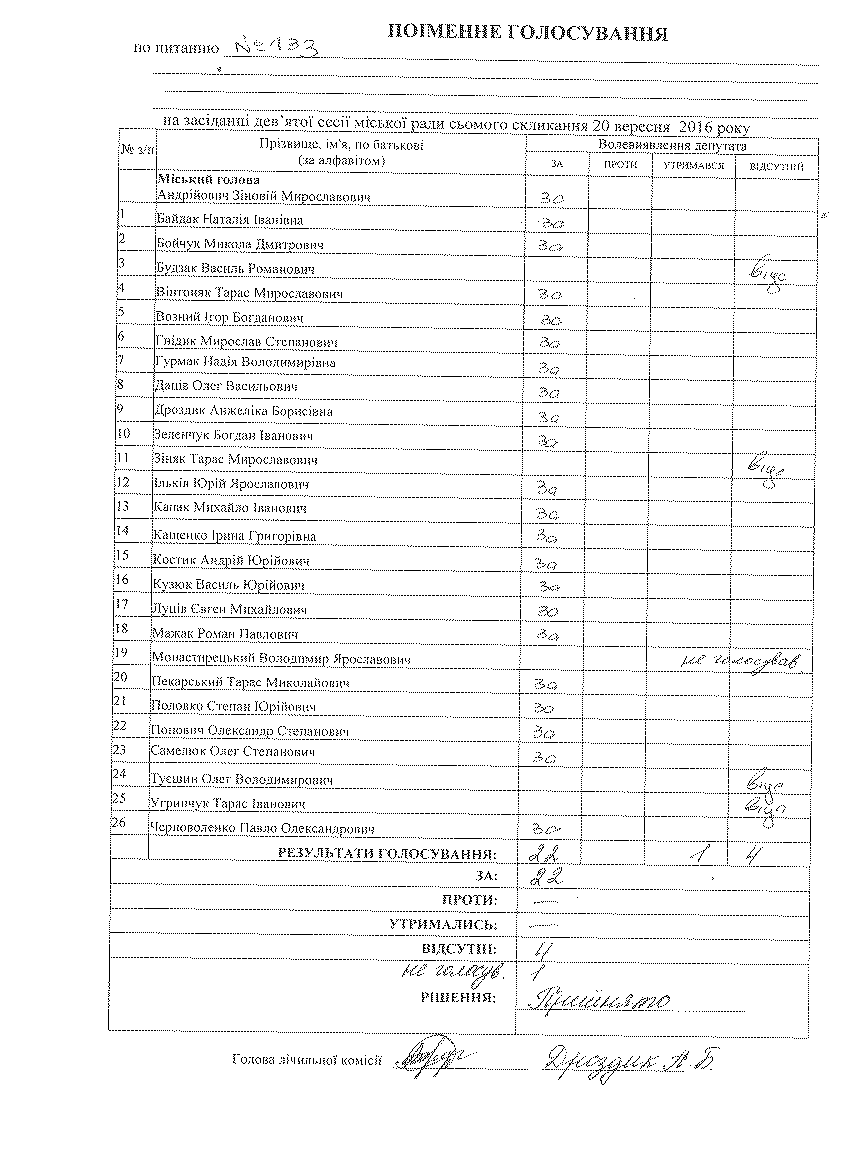 ПОІМЕННЕ ГОЛОСУВАННЯ
по питанню № 133
на засіданні дев’ятої сесії міської ради сьомого скликання 20 вересня 2016 року
№ з/п Прізвище, ім’я, по батькові (за алфавітом) Волевиявлення депутата
ЗА ПРОТИ УТРИМАВСЯ ВІДСУТНІЙ
Міський голова
Андрійович Зіновій Мирославович за
1 Байдак Наталія Іванівна за
2 Бойчук Микола Дмитрович за
3 Будзак Василь Романович відс
4 Вінтоняк Тарас Мирославович за
5 Возний Ігор Богданович за
6 Гнідик Мирослав Степанович за
7 Гурмак Надія Володимирівна за
8 Даців Олег Васильович за
9 Дроздик Анжеліка Борисівна за
10 Зеленчук Богдан Іванович за
11 Зіняк Тарас Мирославович відс
12 Ільків Юрій Ярославович за
13 Капак Михайло Іванович за
14 Кащенко Ірина Григорівна за
15 Костик Андрій Юрійович за
16 Кузюк Василь Юрійович за
17 Луців Євген Михайлович за
18 Мажак Роман Павлович за
19 Монастирецький Володимир Ярославович не голосував
20 Пекарський Тарас Миколайович за
21 Половко Степан Юрійович за
22 Попович Олександр Степанович за
23 Самелюк Олег Степанович за
24 Туєшин Олег Володимирович відс
25 Угринчук Тарас Іванович відс
26 Черноволенко Павло Олександрович за
РЕЗУЛЬТАТИ ГОЛОСУВАННЯ: 22 1 4
ЗА: 22
ПРОТИ: —
УТРИМАЛИСЬ: —
ВІДСУТНІ: 4
не голосув. 1
РІШЕННЯ: Прийнято
Голова лічильної комісії Дроздик А. Б.